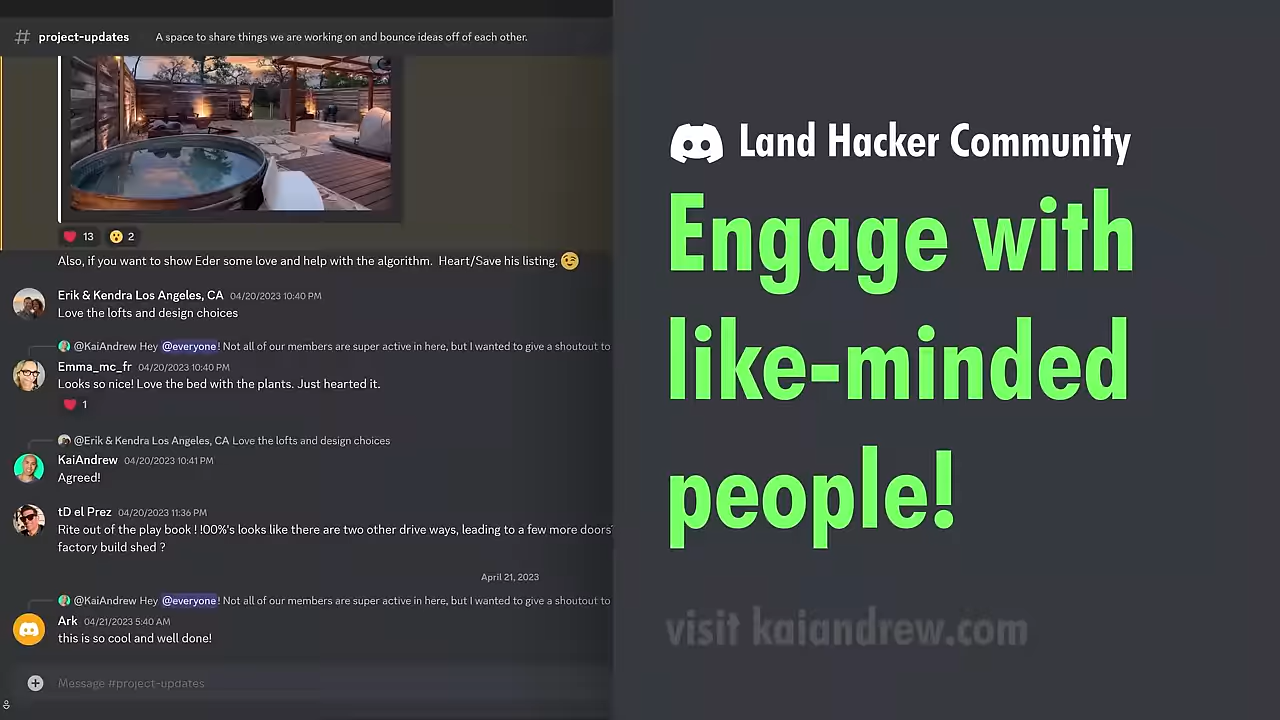 # project-updates A space to share things we are working on and bounce ideas off of each other.
13 2
Also, if you want to show Eder some love and help with the algorithm. Heart/Save his listing. 😉
Erik & Kendra Los Angeles, CA 04/20/2023 10:40 PM
Love the lofts and design choices
@KaiAndrew Hey @everyone! Not all of our members are super active in here, but I wanted to give a shoutout to
Emma_mc_fr 04/20/2023 10:40 PM
Looks so nice! Love the bed with the plants. Just hearted it.
1
@Erik & Kendra Los Angeles, CA Love the lofts and design choices
KaiAndrew 04/20/2023 10:41 PM
Agreed!
tD el Prez 04/20/2023 11:36 PM
Rite out of the play book ! !00%'s looks like there are two other drive ways, leading to a few more doors
factory build shed ?
April 21, 2023
@KaiAndrew Hey @everyone! Not all of our members are super active in here, but I wanted to give a shoutout to
Ark 04/21/2023 5:40 AM
this is so cool and well done!
Message #project-updates
Land Hacker Community
Engage with
like-minded
people!
visit kaiandrew.com